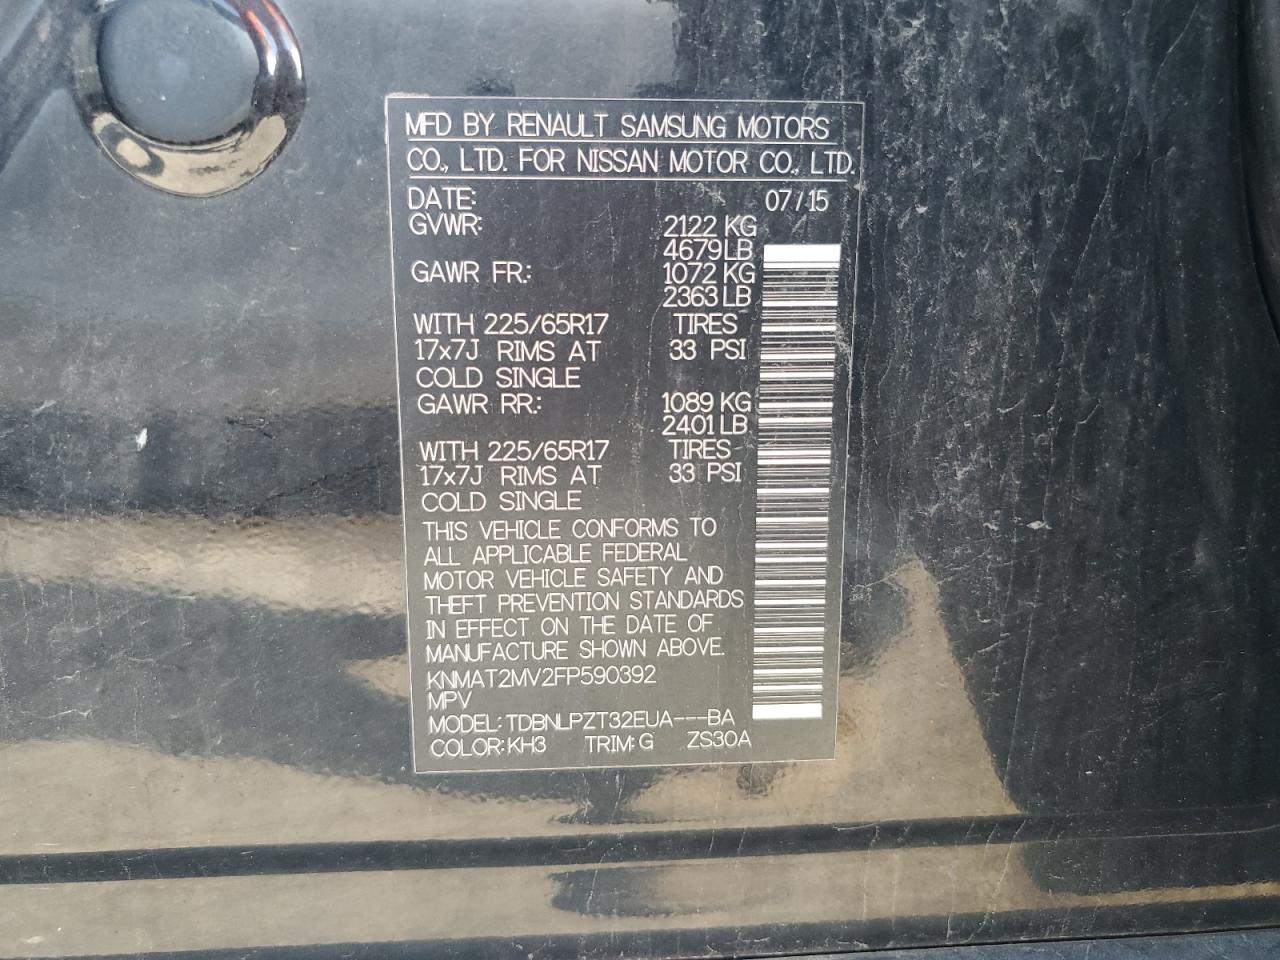 MFD BY RENAULT SAMSUNG MOTORS
CO., LTD. FOR NISSAN MOTOR CO., LTD.
DATE: 07/15
GVWR: 2122 KG
4679LB
GAWR FR.: 1072 KG
2363 LB
WITH 225/65R17 TIRES
17x7J RIMS AT 33 PSI
COLD SINGLE
GAWR RR.: 1089 KG
2401 LB
WITH 225/65R17 TIRES
17x7J RIMS AT 33 PSI
COLD SINGLE
THIS VEHICLE CONFORMS TO
ALL APPLICABLE FEDERAL
MOTOR VEHICLE SAFETY AND
THEFT PREVENTION STANDARDS
IN EFFECT ON THE DATE OF
MANUFACTURE SHOWN ABOVE.
KNMAT2MV2FP590392
MPV
MODEL: TDBNLPZT32EUA---BA
COLOR: KH3 TRIM: G ZS30A